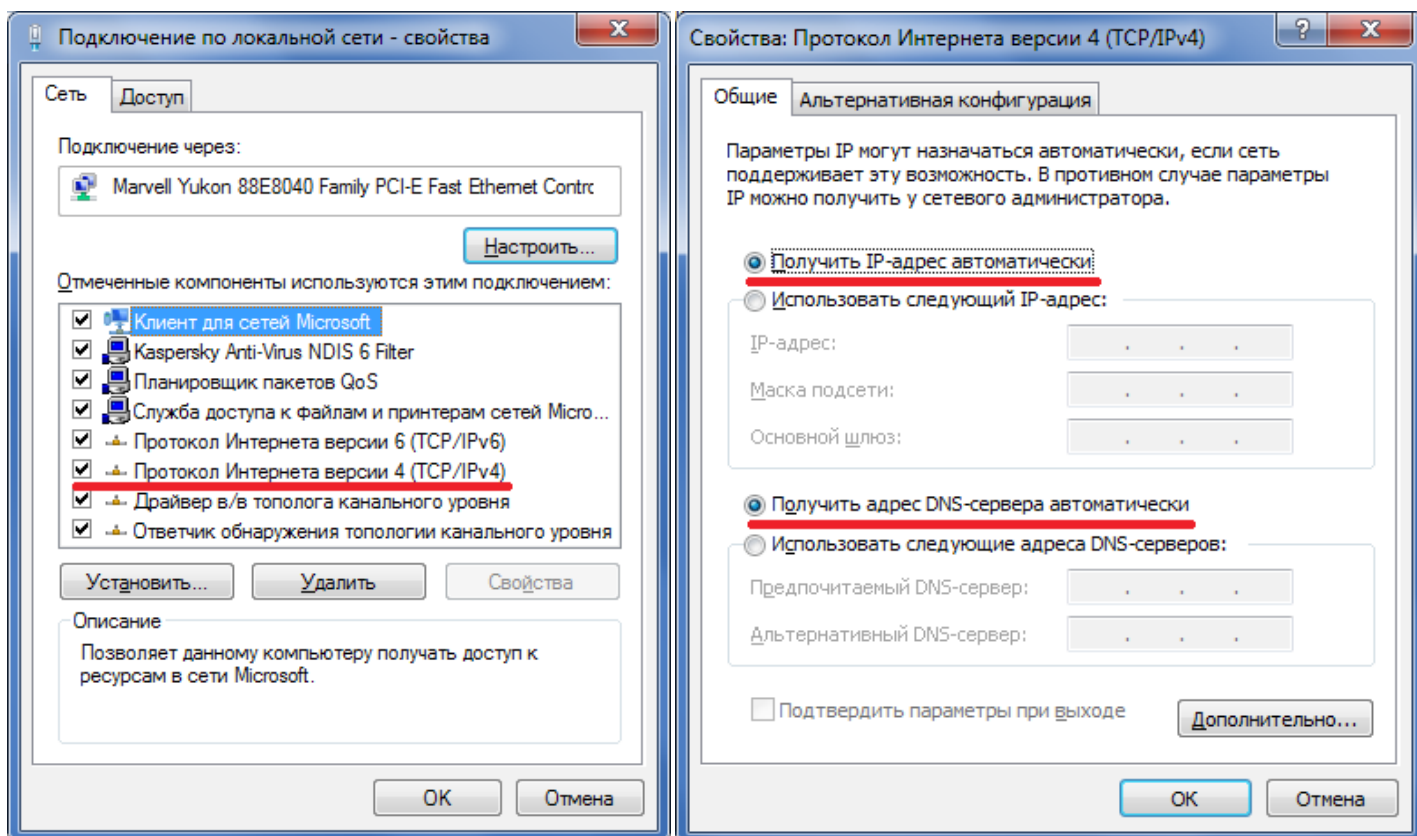 Подключение по локальной сети - свойства
Сеть
Доступ
Подключение через:
Marvell Yukon 88E8040 Family PCI-E Fast Ethernet Contrc
Настроить...
Отмеченные компоненты используются этим подключением:
Клиент для сетей Microsoft
Kaspersky Anti-Virus NDIS 6 Filter
Планировщик пакетов QoS
Служба доступа к файлам и принтерам сетей Micro...
Протокол Интернета версии 6 (TCP/IPv6)
Протокол Интернета версии 4 (TCP/IPv4)
Драйвер в/в тополога канального уровня
Ответчик обнаружения топологии канального уровня
Установить...
Удалить
Свойства
Описание
Позволяет данному компьютеру получать доступ к
ресурсам в сети Microsoft.
OK
Отмена
Свойства: Протокол Интернета версии 4 (TCP/IPv4)
Общие
Альтернативная конфигурация
Параметры IP могут назначаться автоматически, если сеть
поддерживает эту возможность. В противном случае параметры
IP можно получить у сетевого администратора.
Получить IP-адрес автоматически
Использовать следующий IP-адрес:
IP-адрес:
Маска подсети:
Основной шлюз:
Получить адрес DNS-сервера автоматически
Использовать следующие адреса DNS-серверов:
Предпочитаемый DNS-сервер:
Альтернативный DNS-сервер:
Подтвердить параметры при выходе
Дополнительно...
OK
Отмена